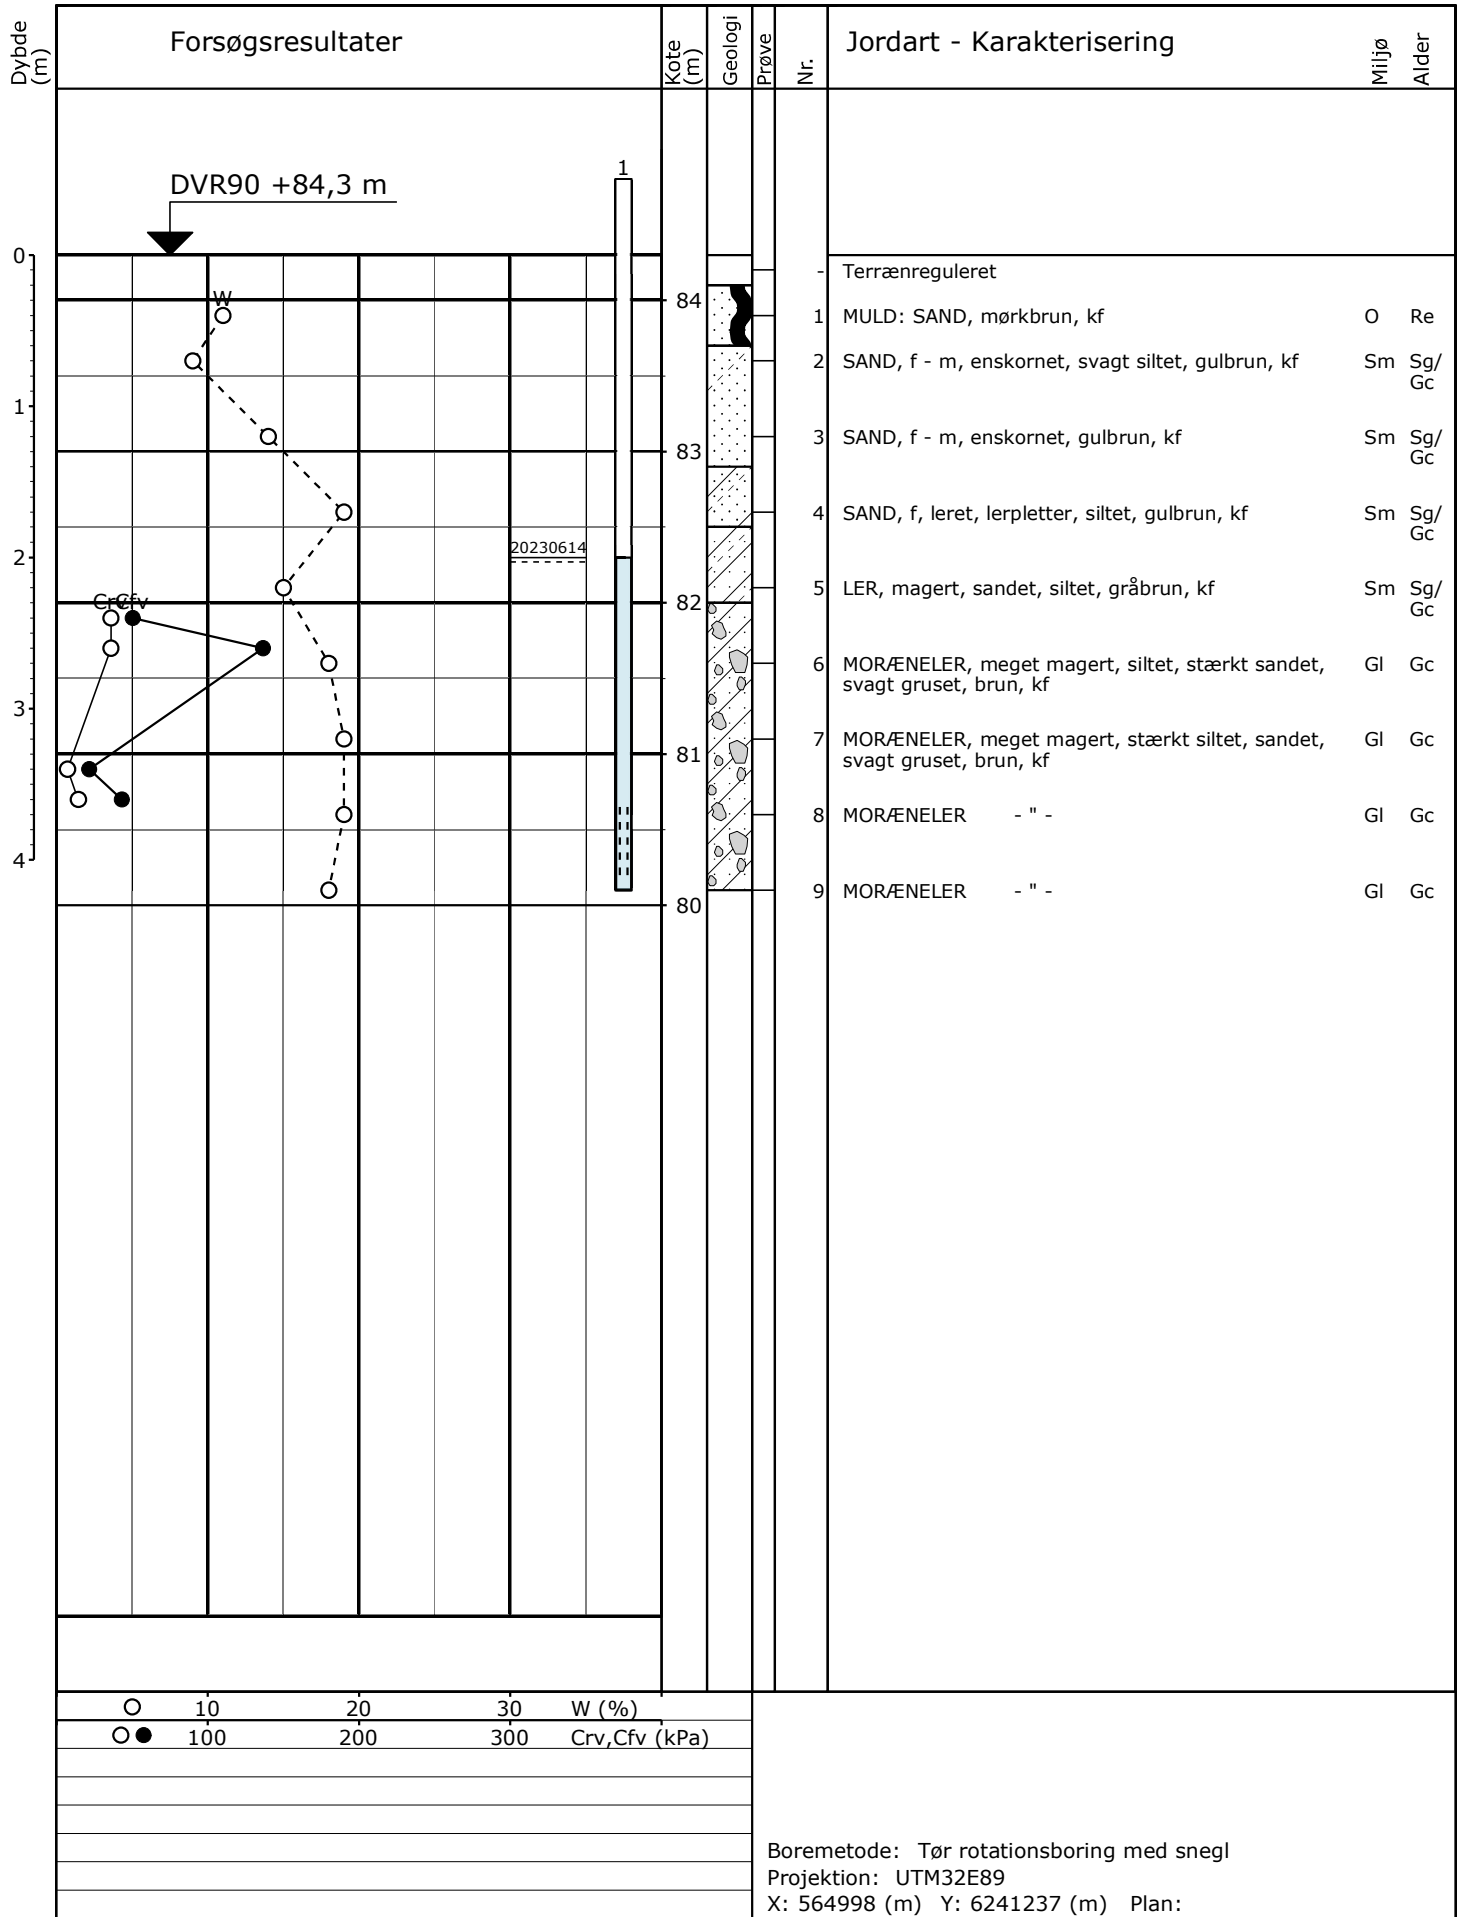 Dybde (m)
Forsøgsresultater
Kote (m)
Geologi
Prøve
Nr.
Jordart - Karakterisering
Miljø
Alder
DVR90 +84,3 m
1
0
- Terrænreguleret
W
84
1 MULD: SAND, mørkbrun, kf O Re
2 SAND, f - m, enskornet, svagt siltet, gulbrun, kf Sm Sg/
Gc
1
3 SAND, f - m, enskornet, gulbrun, kf Sm Sg/
Gc
83
4 SAND, f, leret, lerpletter, siltet, gulbrun, kf Sm Sg/
Gc
20230614
2
5 LER, magert, sandet, siltet, gråbrun, kf Sm Sg/
Gc
Crv Cfv
82
6 MORÆNELER, meget magert, siltet, stærkt sandet, Gl Gc
svagt gruset, brun, kf
3
7 MORÆNELER, meget magert, stærkt siltet, sandet, Gl Gc
svagt gruset, brun, kf
81
8 MORÆNELER - " - Gl Gc
4
9 MORÆNELER - " - Gl Gc
80
10 20 30 W (%)
100 200 300 Crv,Cfv (kPa)
Boremetode: Tør rotationsboring med snegl
Projektion: UTM32E89
X: 564998 (m) Y: 6241237 (m) Plan: